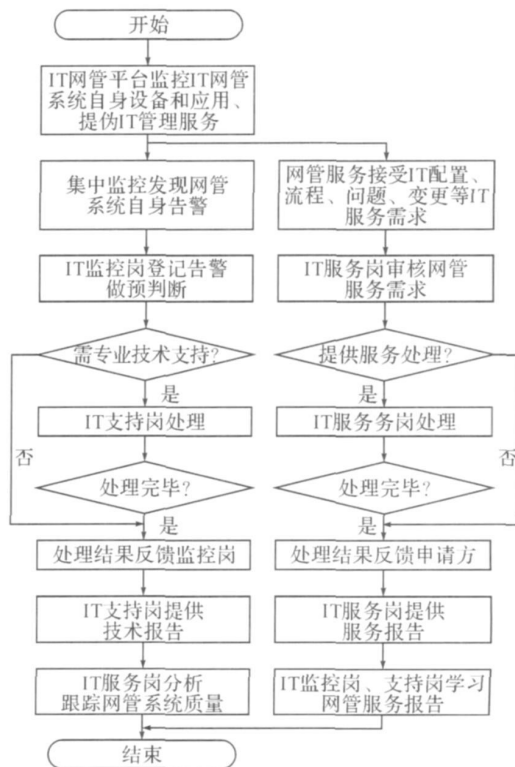 开始
IT网管平台监控IT网管
系统自身设备和应用、
提伪IT管理服务
集中监控发现网管
系统自身告警
IT监控岗登记告警
做预判断
需专业技术支持?
是
IT支持岗处理
否
处理完毕?
是
处理结果反馈监控岗
IT支持岗提供
技术报告
IT服务岗分析
跟踪网管系统质量
网管服务接受IT配置、
流程、问题、变更等IT
服务需求
IT服务岗审核网管
服务需求
提供服务处理?
是
IT服务务岗处理
否
处理完毕?
是
处理结果反馈申请方
IT服务岗提供
服务报告
IT监控岗、支持岗学习
网管服务报告
结束